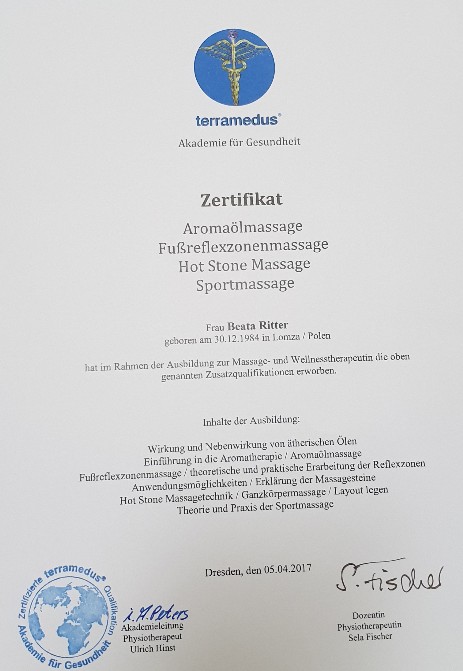 terramedus®
Akademie für Gesundheit
Zertifikat
Aromaölmassage
Fußreflexzonenmassage
Hot Stone Massage
Sportmassage
Frau Beata Ritter
geboren am 30.12.1984 in Lomza / Polen
hat im Rahmen der Ausbildung zur Massage- und Wellnesstherapeutin die oben
genannten Zusatzqualifikationen erworben.
Inhalte der Ausbildung:
Wirkung und Nebenwirkung von ätherischen Ölen
Einführung in die Aromatherapie / Aromaölmassage
Fußreflexzonenmassage / theoretische und praktische Erarbeitung der Reflexzonen
Anwendungsmöglichkeiten / Erklärung der Massagesteine
Hot Stone Massagetechnik / Ganzkörpermassage / Layout legen
Theorie und Praxis der Sportmassage
Dresden, den 05.04.2017
Zertifizierte terramedus® Qualifikation
Akademie für Gesundheit
i.A. Peters
Akademieleitung
Physiotherapeut
Ulrich Hinst
S. Fischer
Dozentin
Physiotherapeutin
Sela Fischer